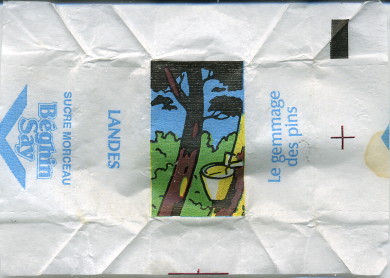 Béghin
Say
SUCRE MORCEAU
LANDES
Le gemmage
des pins